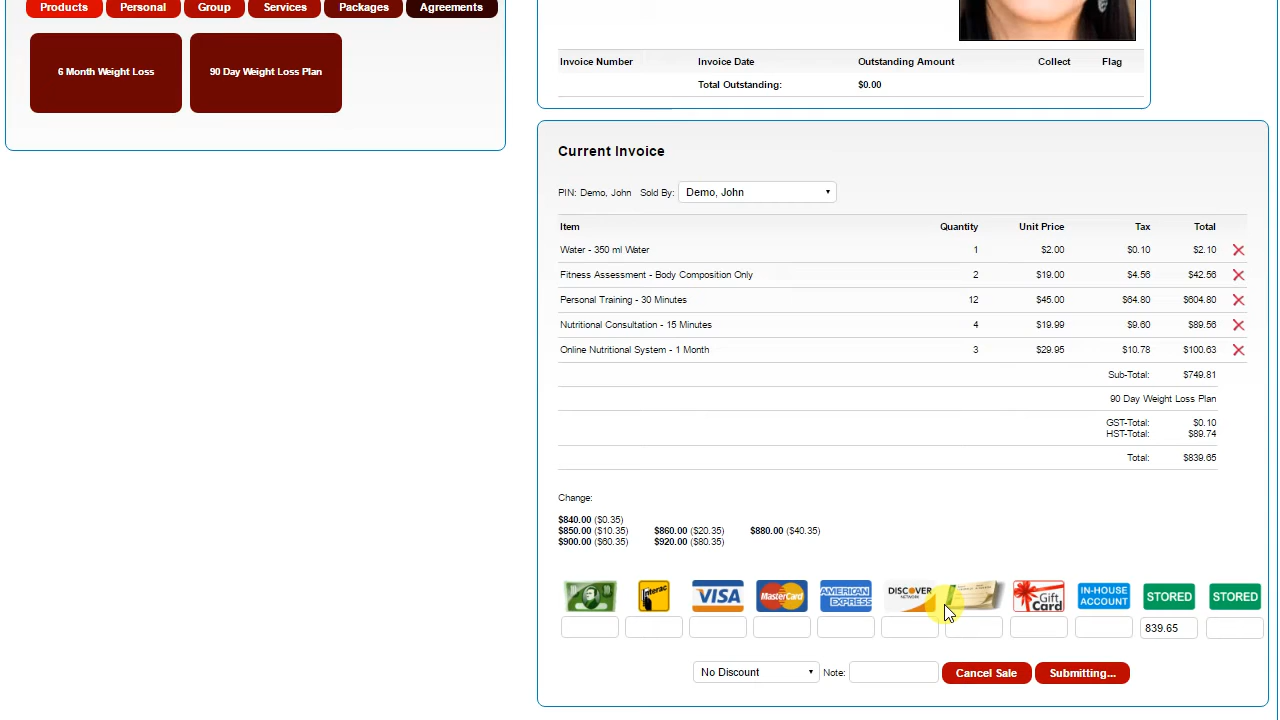 Products Personal Group Services Packages Agreements
6 Month Weight Loss 90 Day Weight Loss Plan
Invoice Number Invoice Date Outstanding Amount Collect Flag
Total Outstanding: $0.00
Current Invoice
PIN: Demo, John Sold By: Demo, John
Item Quantity Unit Price Tax Total
Water - 350 ml Water 1 $2.00 $0.10 $2.10
Fitness Assessment - Body Composition Only 2 $19.00 $4.56 $42.56
Personal Training - 30 Minutes 12 $45.00 $64.80 $604.80
Nutritional Consultation - 15 Minutes 4 $19.99 $9.60 $89.56
Online Nutritional System - 1 Month 3 $29.95 $10.78 $100.63
Sub-Total: $749.81
90 Day Weight Loss Plan
GST-Total: $0.10
HST-Total: $89.74
Total: $839.65
Change:
$840.00 ($0.35)
$850.00 ($10.35) $860.00 ($20.35) $880.00 ($40.35)
$900.00 ($60.35) $920.00 ($80.35)
Interac VISA MasterCard AMERICAN EXPRESS DISCOVER NETWORK Gift Card IN-HOUSE ACCOUNT STORED STORED
839.65
No Discount Note: Cancel Sale Submitting...